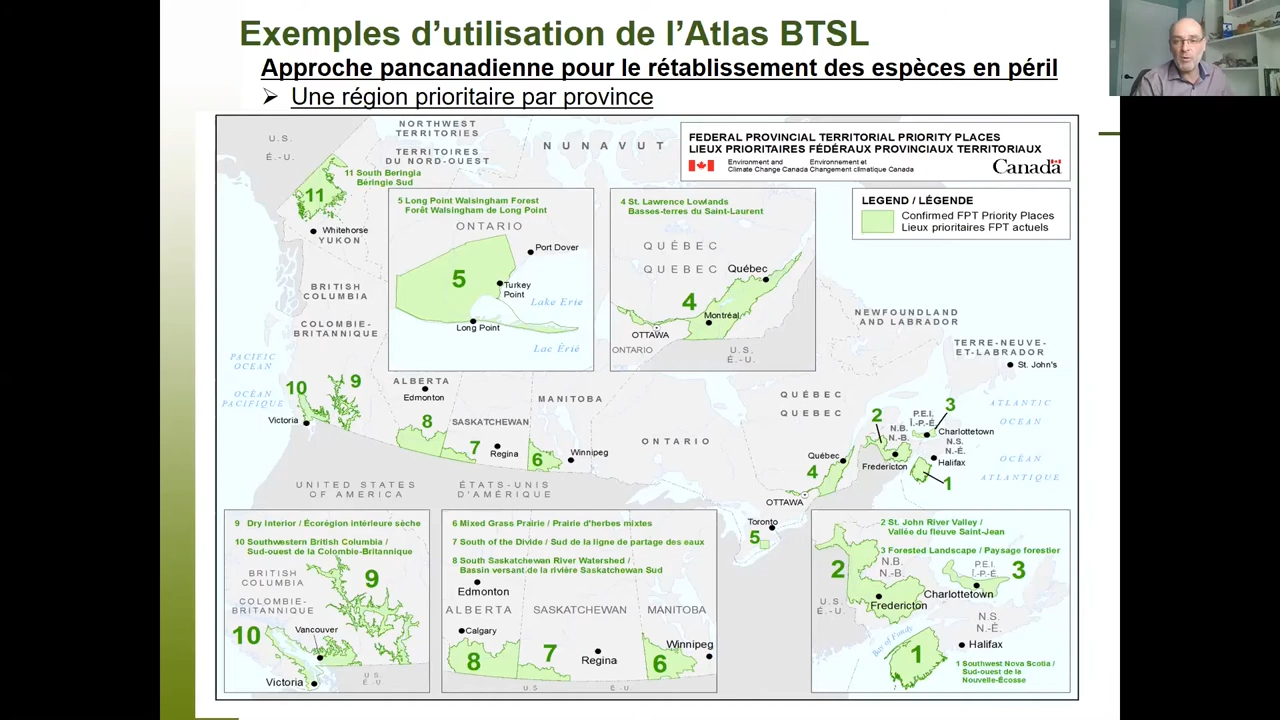 Exemples d’utilisation de l’Atlas BTSL
Approche pancanadienne pour le rétablissement des espèces en péril
➢ Une région prioritaire par province
FEDERAL PROVINCIAL TERRITORIAL PRIORITY PLACES
LIEUX PRIORITAIRES FÉDÉRAUX PROVINCIAUX TERRITORIAUX
Environment and
Climate Change Canada
Environnement et
Changement climatique Canada
Canada
LEGEND / LÉGENDE
Confirmed FPT Priority Places
Lieux prioritaires FPT actuels
U.S.
É.-U.
NORTHWEST
TERRITORIES
TERRITOIRES
DU NORD-OUEST
NUNAVUT
11 South Beringia
Béringie Sud
11
Whitehorse
YUKON
BRITISH
COLUMBIA
COLOMBIE-
BRITANNIQUE
PACIFIC
OCEAN
OCÉAN
PACIFIQUE
10
9
Victoria
5 Long Point Walsingham Forest
Forêt Walsingham de Long Point
ONTARIO
Port Dover
5
Turkey
Point
Lake Erie
Long Point
Lac Érié
4 St. Lawrence Lowlands
Basses-terres du Saint-Laurent
QUÉBEC
QUEBEC
Québec
4
Montréal
OTTAWA
ONTARIO
U.S.
É.-U.
NEWFOUNDLAND
AND LABRADOR
TERRE-NEUVE-
ET-LABRADOR
St. John's
ALBERTA
Edmonton
8
SASKATCHEWAN
7
Regina
MANITOBA
6
Winnipeg
ONTARIO
QUÉBEC
QUEBEC
Québec
4
OTTAWA
Toronto
5
2
N.B.
N.-B.
Fredericton
P.E.I.
Î.-P.-É.
3
Charlottetown
N.S.
N.-É.
Halifax
1
ATLANTIC
OCEAN
OCÉAN
ATLANTIQUE
UNITED STATES
OF AMERICA
ÉTATS-UNIS
D'AMÉRIQUE
9 Dry Interior / Écorégion intérieure sèche
10 Southwestern British Columbia /
Sud-ouest de la Colombie-Britannique
BRITISH
COLUMBIA
COLOMBIE-
BRITANNIQUE
9
10
Vancouver
Victoria
U.S.
É.-U.
6 Mixed Grass Prairie / Prairie d'herbes mixtes
7 South of the Divide / Sud de la ligne de partage des eaux
8 South Saskatchewan River Watershed /
Bassin versant de la rivière Saskatchewan Sud
Edmonton
ALBERTA
SASKATCHEWAN
MANITOBA
Calgary
Winnipeg
8
7
Regina
6
U.S.
É.-U.
2 St. John River Valley /
Vallée du fleuve Saint-Jean
3 Forested Landscape / Paysage forestier
N.B.
N.-B.
P.E.I.
Î.-P.-É.
2
3
Charlottetown
U.S.
É.-U.
Fredericton
N.S.
N.-É.
Bay of Fundy
Halifax
1
1 Southwest Nova Scotia /
Sud-ouest de la
Nouvelle-Écosse